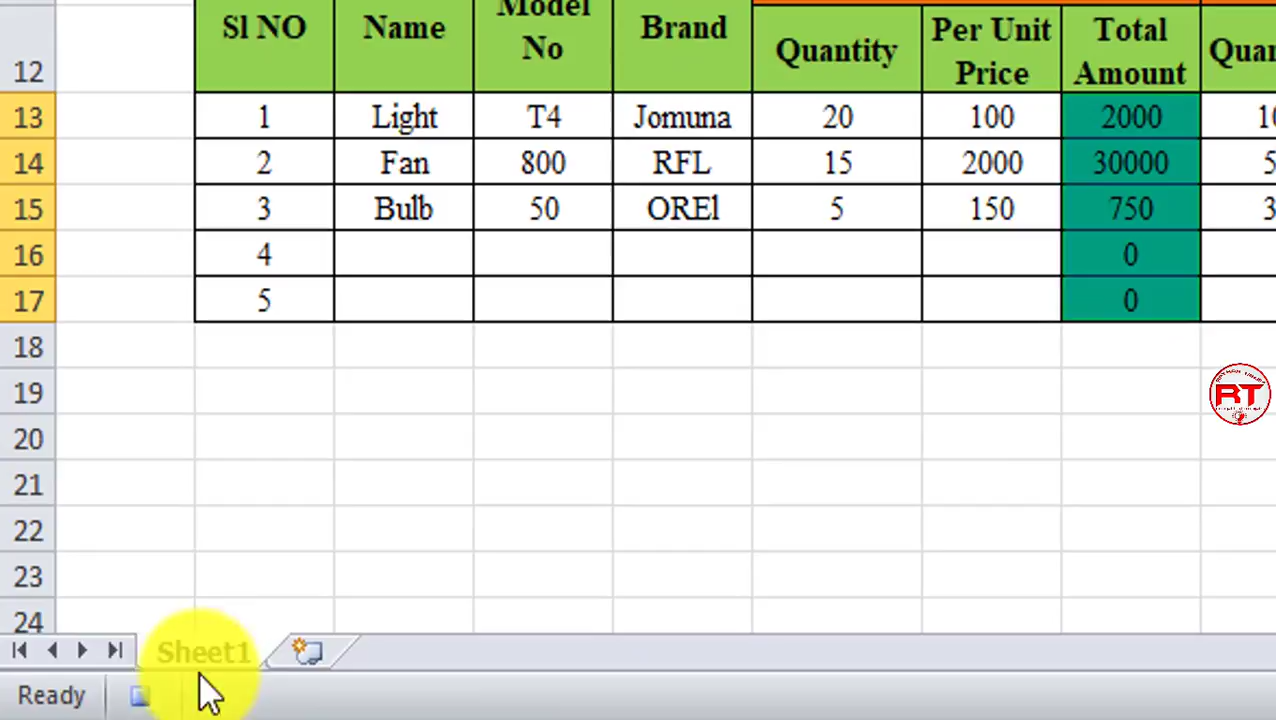 Sl NO Name Model No Brand Quantity Per Unit Price Total Amount
12
13 1 Light T4 Jomuna 20 100 2000
14 2 Fan 800 RFL 15 2000 30000
15 3 Bulb 50 OREl 5 150 750
16 4 0
17 5 0
18
19
RT
20
21
22
23
24
Sheet1
Ready